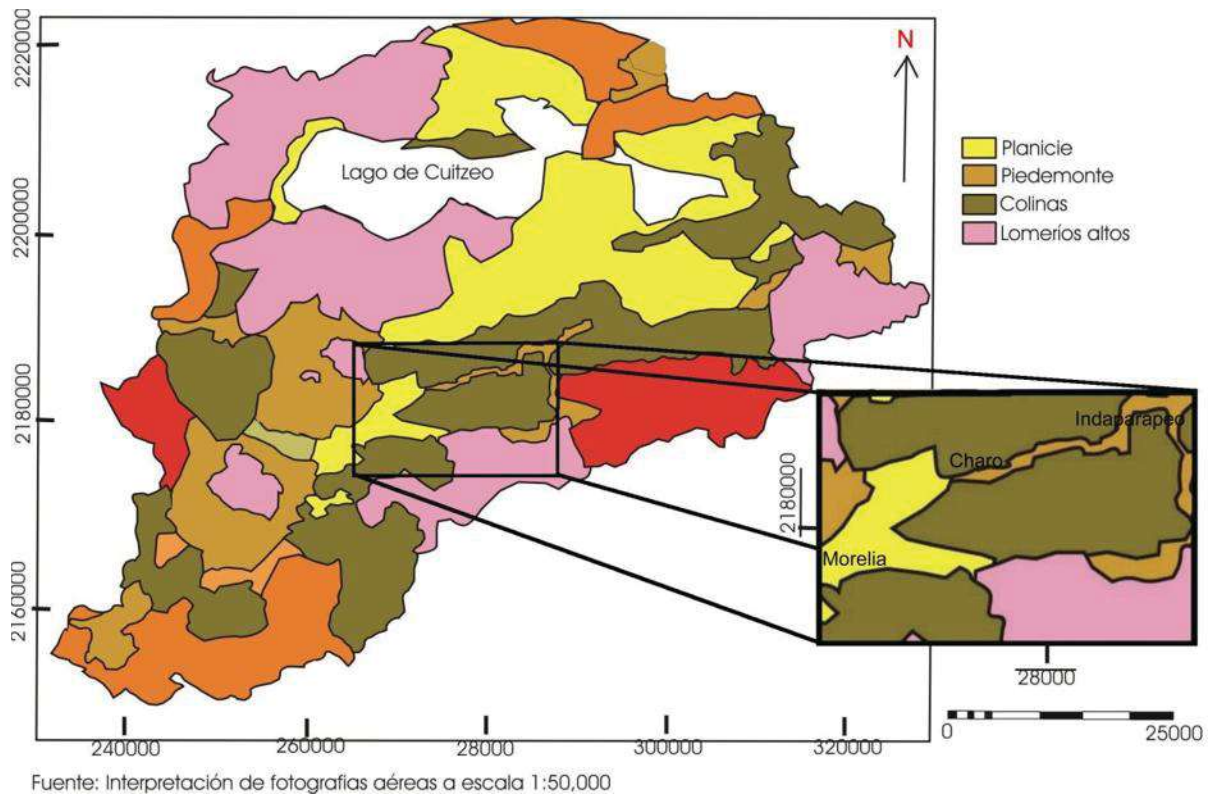 2220000
2200000
2180000
2160000
N
Planicie
Piedemonte
Colinas
Lomeríos altos
Lago de Cuitzeo
Indaparapeo
Charo
Morelia
2180000
28000
0 25000
240000 260000 28000 300000 320000
Fuente: Interpretación de fotografias aéreas a escala 1:50,000